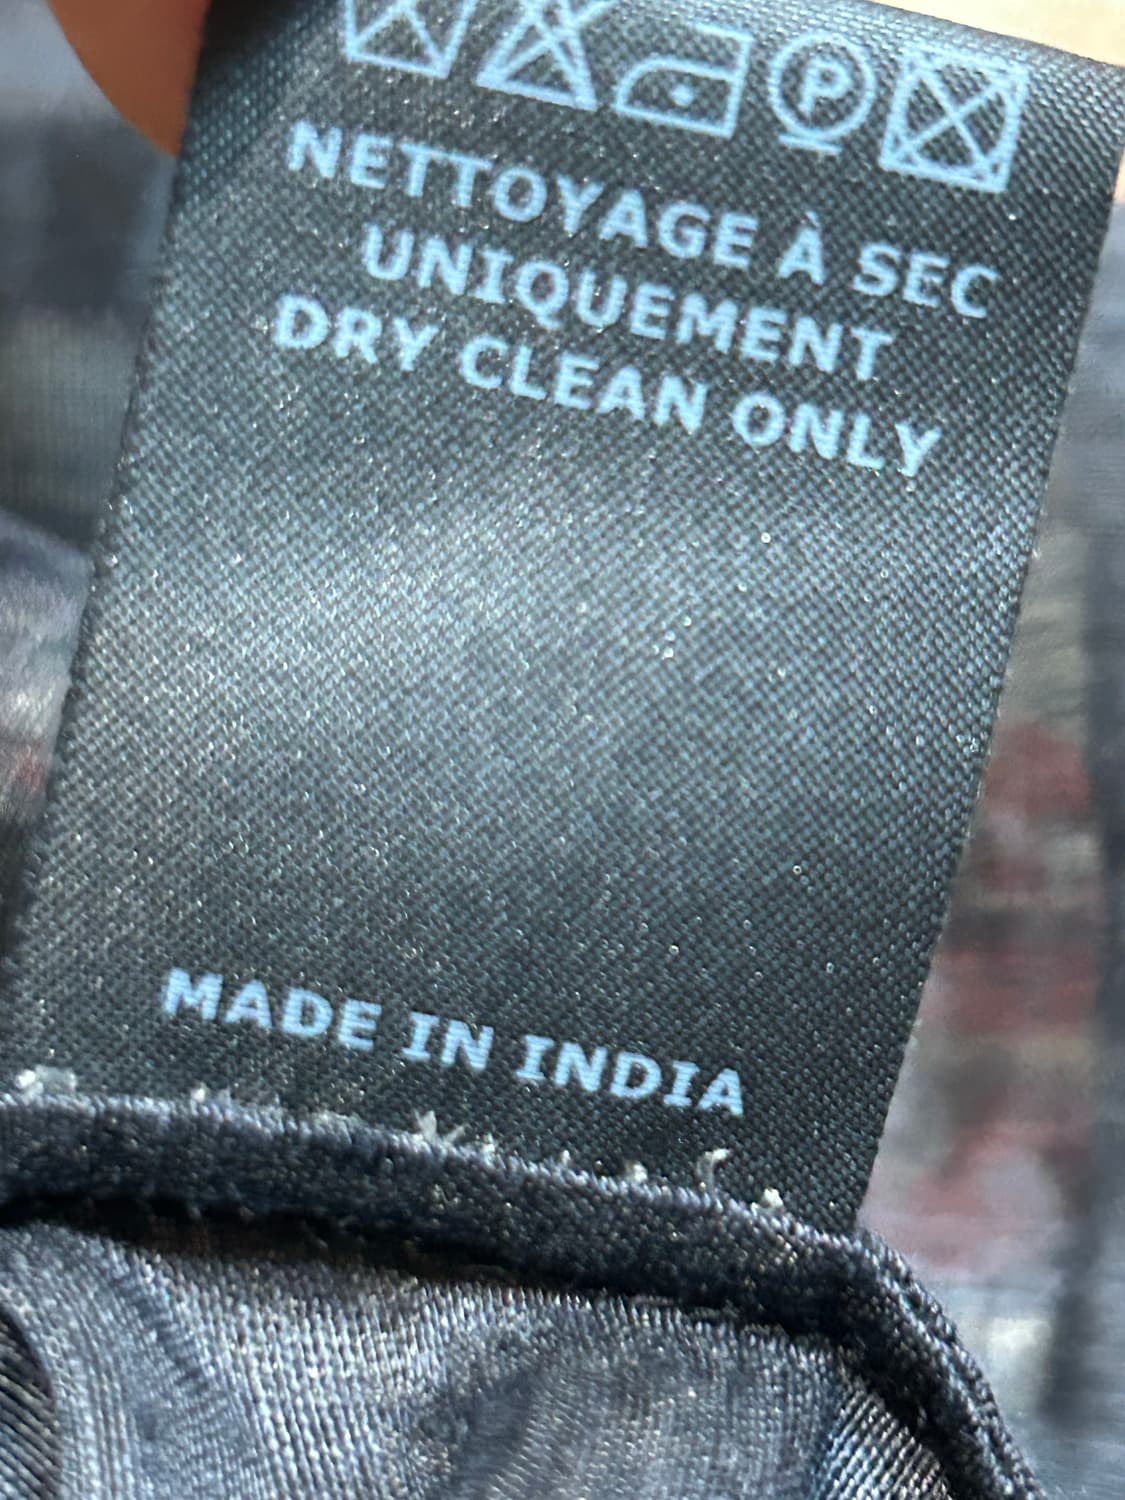 P
NETTOYAGE À SEC
UNIQUEMENT
DRY CLEAN ONLY
MADE IN INDIA